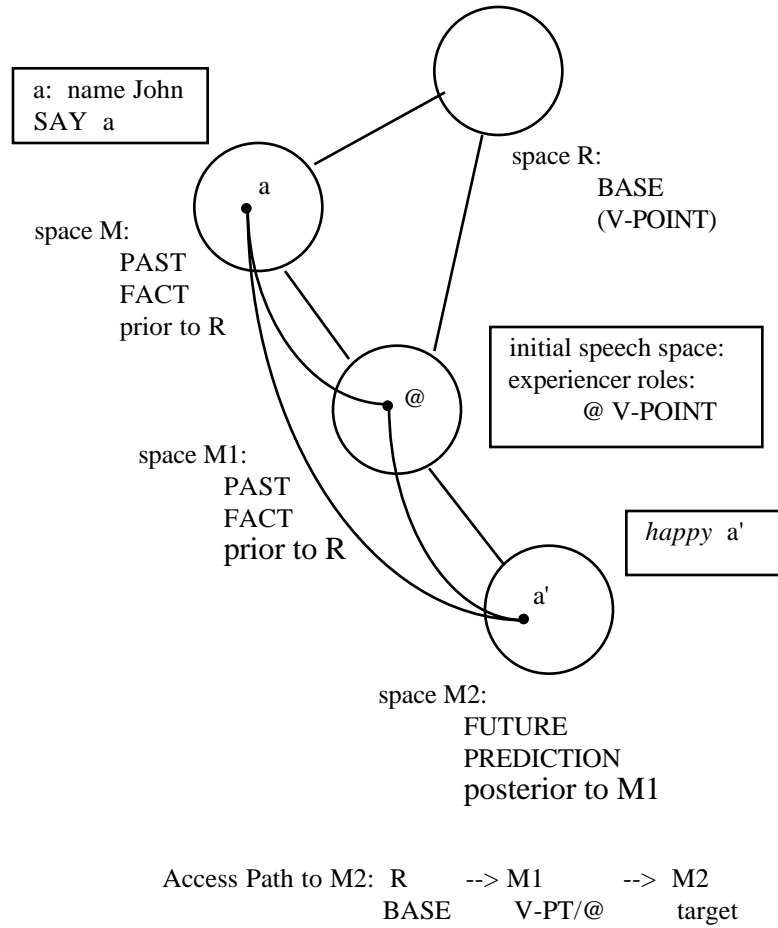 a: name John
SAY a
a
space R:
BASE
(V-POINT)
space M:
PAST
FACT
prior to R
initial speech space:
experiencer roles:
@ V-POINT
@
space M1:
PAST
FACT
prior to R
happy a'
a'
space M2:
FUTURE
PREDICTION
posterior to M1
Access Path to M2: R --> M1 --> M2
BASE V-PT/@ target